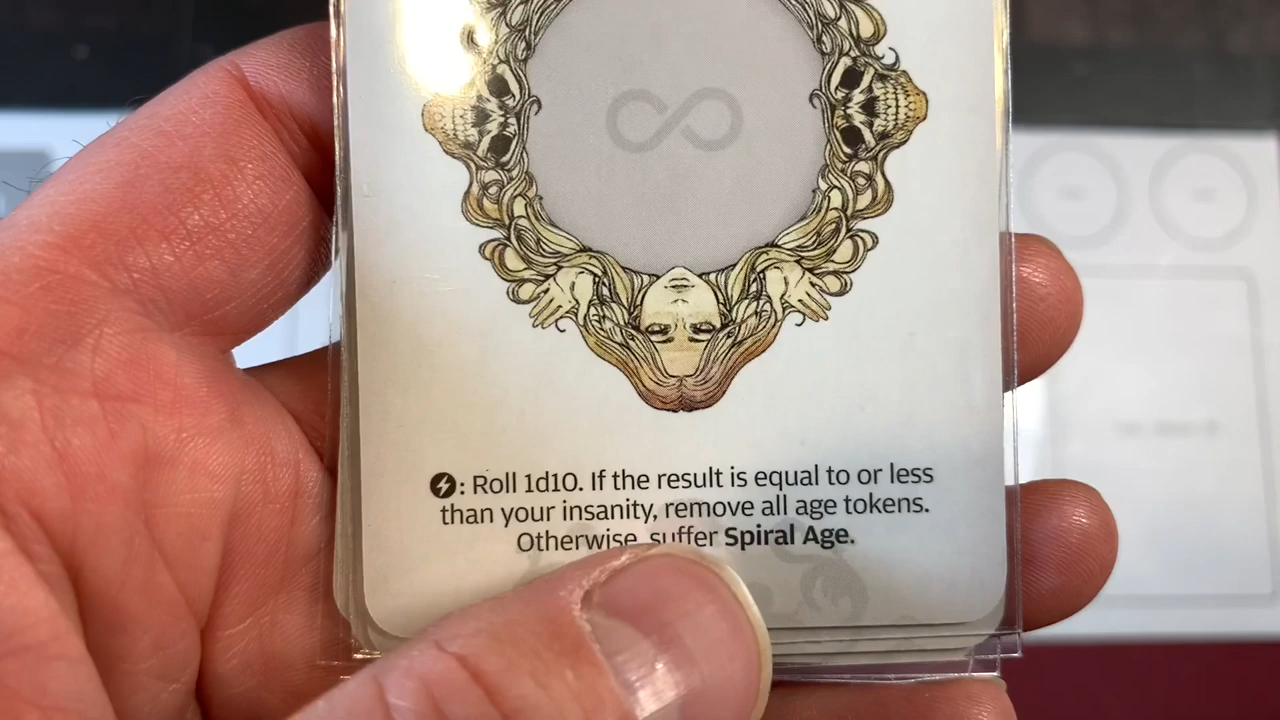 : Roll 1d10. If the result is equal to or less
than your insanity, remove all age tokens.
Otherwise, suffer Spiral Age.